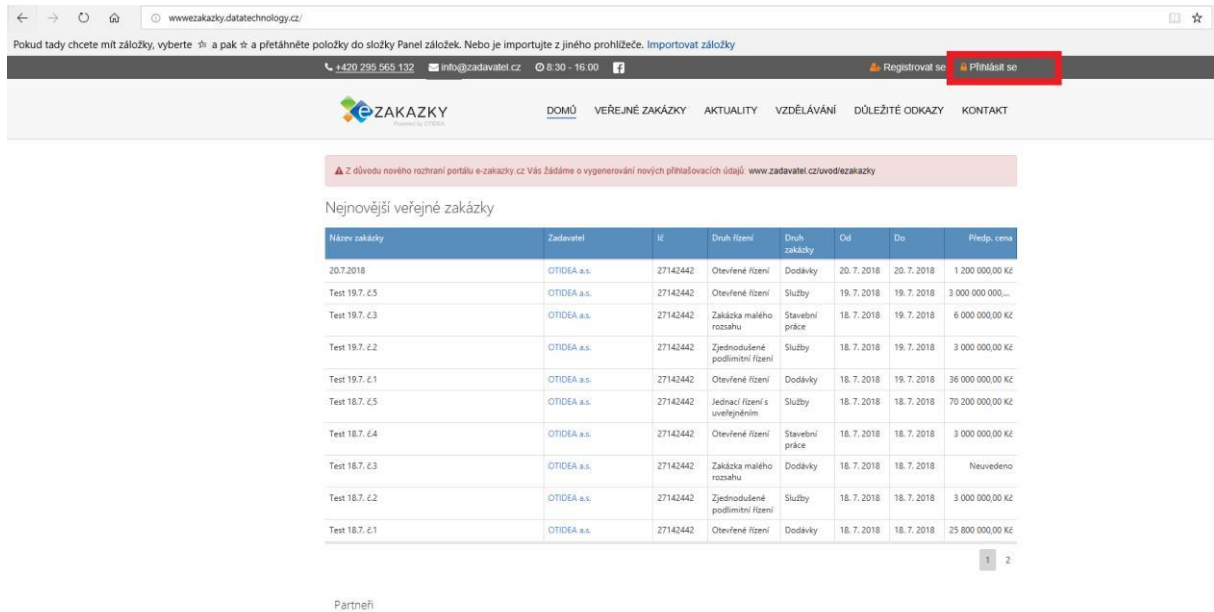 wwwezakazky.datatechnology.cz/
Pokud tady chcete mít záložky, vyberte ☆ a pak ☆ a přetáhněte položky do složky Panel záložek. Nebo je importujte z jiného prohlížeče. Importovat záložky
+420 295 565 132 info@zadavatel.cz 8:30 - 16:00 Registrovat se Přihlásit se
eZAKAZKY DOMŮ VEŘEJNÉ ZAKÁZKY AKTUALITY VZDĚLÁVÁNÍ DŮLEŽITÉ ODKAZY KONTAKT
Powered by OTIDEA
Z důvodu nového rozhraní portálu e-zakazky.cz Vás žádáme o vygenerování nových přihlašovacích údajů: www.zadavatel.cz/uvod/ezakazky
Nejnovější veřejné zakázky
Název zakázky Zadavatel IČ Druh řízení Druh zakázky Od Do Předp. cena
20.7.2018 OTIDEA a.s. 27142442 Otevřené řízení Dodávky 20. 7. 2018 20. 7. 2018 1 200 000,00 Kč
Test 19.7. č.5 OTIDEA a.s. 27142442 Otevřené řízení Služby 19. 7. 2018 19. 7. 2018 3 000 000 000,...
Test 19.7. č.3 OTIDEA a.s. 27142442 Zakázka malého rozsahu Stavební práce 18. 7. 2018 19. 7. 2018 6 000 000,00 Kč
Test 19.7. č.2 OTIDEA a.s. 27142442 Zjednodušené podlimitní řízení Služby 18. 7. 2018 19. 7. 2018 3 000 000,00 Kč
Test 19.7. č.1 OTIDEA a.s. 27142442 Otevřené řízení Dodávky 18. 7. 2018 19. 7. 2018 36 000 000,00 Kč
Test 18.7. č.5 OTIDEA a.s. 27142442 Jednací řízení s uveřejněním Služby 18. 7. 2018 18. 7. 2018 70 200 000,00 Kč
Test 18.7. č.4 OTIDEA a.s. 27142442 Otevřené řízení Stavební práce 18. 7. 2018 18. 7. 2018 3 000 000,00 Kč
Test 18.7. č.3 OTIDEA a.s. 27142442 Zakázka malého rozsahu Dodávky 18. 7. 2018 18. 7. 2018 Neuvedeno
Test 18.7. č.2 OTIDEA a.s. 27142442 Zjednodušené podlimitní řízení Služby 18. 7. 2018 18. 7. 2018 3 000 000,00 Kč
Test 18.7. č.1 OTIDEA a.s. 27142442 Otevřené řízení Dodávky 18. 7. 2018 18. 7. 2018 25 800 000,00 Kč
1 2
Partneři